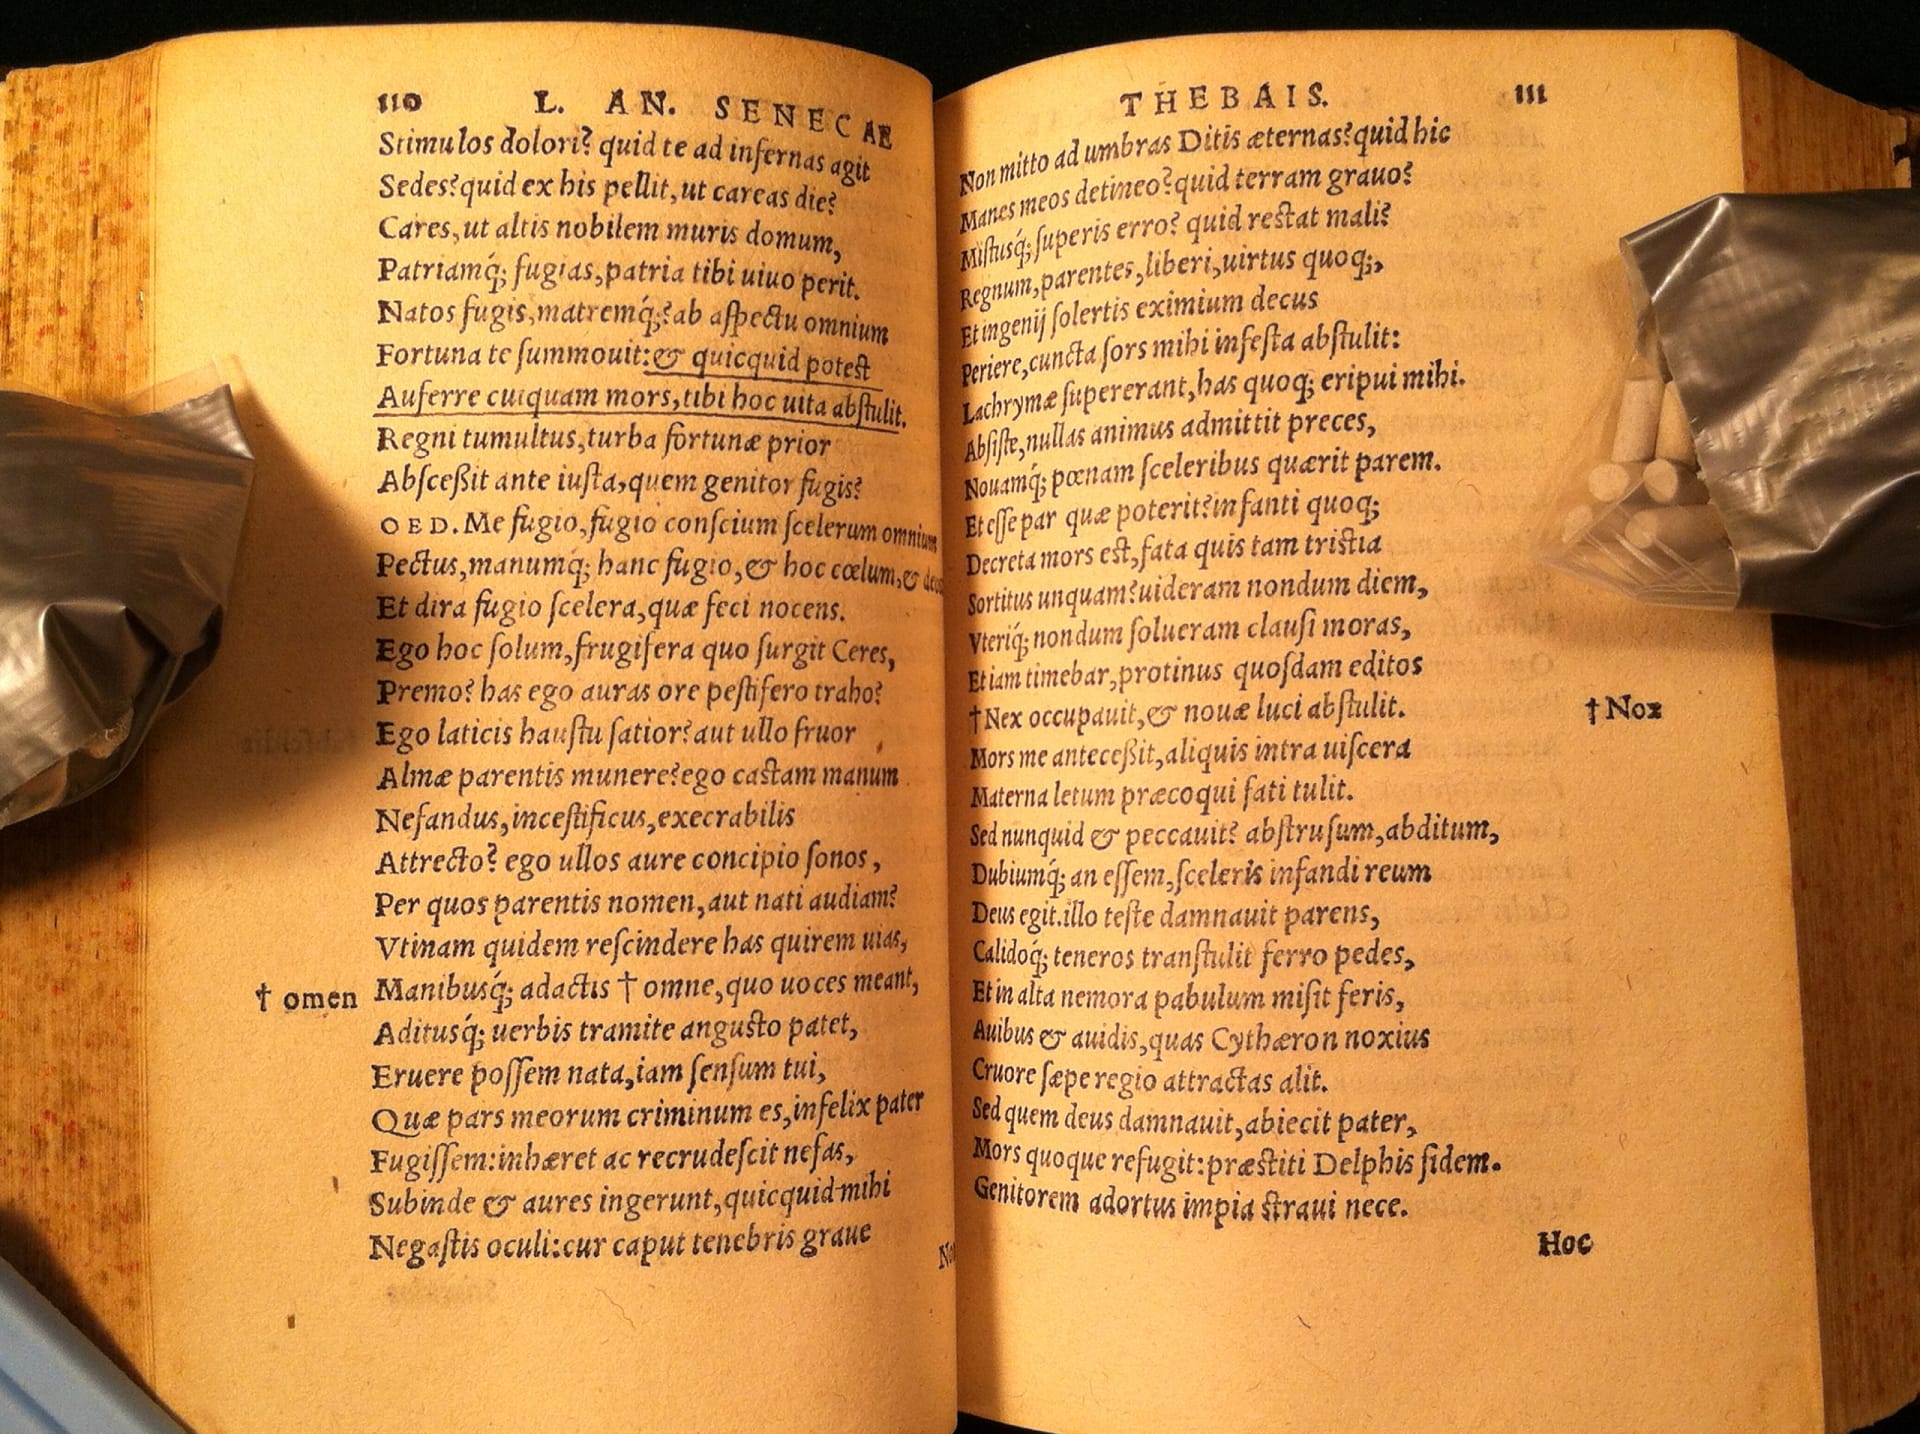 110 L. AN. SENECAE
Stimulos dolori? quid te ad infernas agit
Sedes? quid ex his pellit, ut careas die?
Cares, ut altis nobilem muris domum,
Patriamq́; fugias, patria tibi uiuo perit.
Natos fugis, matremq́;? ab aſpectu omnium
Fortuna te ſummouit: & quicquid poteſt
Auferre cuiquam mors, tibi hoc uita abſtulit.
Regni tumultus, turba fortunæ prior
Abſceßit ante iuſta, quem genitor fugis?
OED. Me fugio, fugio conſcium ſcelerum omnium
Pectus, manumq́; hanc fugio, & hoc cœlum, & deos
Et dira fugio ſcelera, quæ feci nocens.
Ego hoc ſolum, frugifera quo ſurgit Ceres,
Premo? has ego auras ore peſtifero traho?
Ego laticis hauſtu ſatior? aut ullo fruor
Almæ parentis munere? ego caſtam manum
Nefandus, inceſtificus, execrabilis
Attrecto? ego ullos aure concipio ſonos,
Per quos parentis nomen, aut nati audiam?
Vtinam quidem reſcindere has quirem uias,
† omen Manibusq́; adactis † omne, quo uoces meant,
Aditusq́; uerbis tramite anguſto patet,
Eruere poſſem nata, iam ſenſum tui,
Quæ pars meorum criminum es, infelix pater
Fugiſſem: inhæret ac recrudeſcit nefas,
Subinde & aures ingerunt, quicquid mihi
Negaſtis oculi: cur caput tenebris graue
THEBAIS. 111
Non mitto ad umbras Ditis æternas? quid hic
Manes meos detineo? quid terram grauo?
Miſtusq́; ſuperis erro? quid reſtat mali?
Regnum, parentes, liberi, uirtus quoq;,
Et ingenij ſolertis eximium decus
Periere, cuncta ſors mihi infeſta abſtulit:
Lachrymæ ſupererant, has quoq; eripui mihi.
Abſiſte, nullas animus admittit preces,
Nouamq́; pœnam ſceleribus quærit parem.
Et eſſe par quæ poterit? infanti quoq;
Decreta mors eſt, fata quis tam triſtia
Sortitus unquam? uideram nondum diem,
Vteriq́; nondum ſolueram clauſi moras,
Et iam timebar, protinus quoſdam editos
† Nex occupauit, & nouæ luci abſtulit. † Nox
Mors me anteceßit, aliquis intra uiſcera
Materna letum præcoqui fati tulit.
Sed nunquid & peccauit? abſtruſum, abditum,
Dubiumq́; an eſſem, ſceleris infandi reum
Deus egit. illo teſte damnauit parens,
Calidoq́; teneros tranſtulit ferro pedes,
Et in alta nemora pabulum miſit feris,
Auibus & auidis, quas Cythæron noxius
Cruore ſæpe regio attractas alit.
Sed quem deus damnauit, abiecit pater,
Mors quoque refugit: præſtiti Delphis fidem.
Genitorem adortus impia ſtraui nece.
Hoc